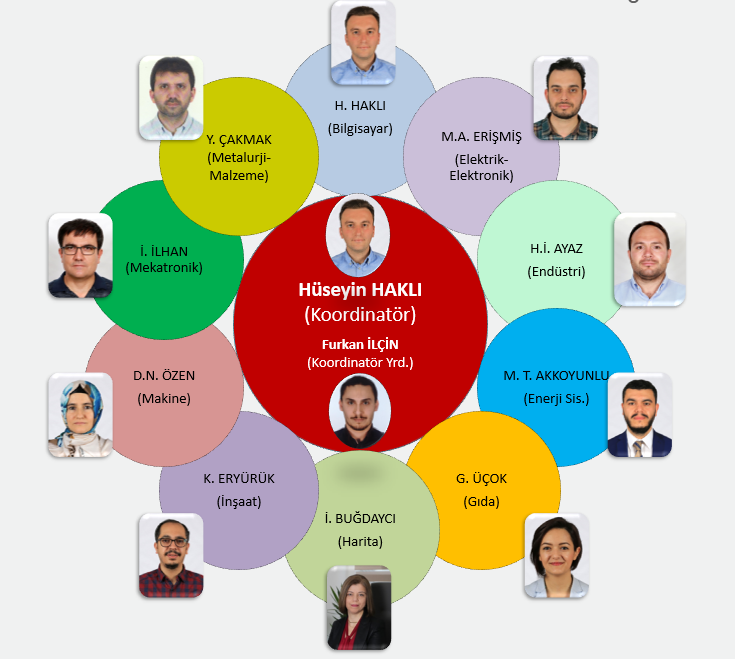 H. HAKLI
(Bilgisayar)
M.A. ERİŞMİŞ
(Elektrik-
Elektronik)
H.İ. AYAZ
(Endüstri)
M. T. AKKOYUNLU
(Enerji Sis.)
G. ÜÇOK
(Gıda)
İ. BUĞDAYCI
(Harita)
K. ERYÜRÜK
(İnşaat)
D.N. ÖZEN
(Makine)
İ. İLHAN
(Mekatronik)
Y. ÇAKMAK
(Metalurji-
Malzeme)
Hüseyin HAKLI
(Koordinatör)
Furkan İLÇİN
(Koordinatör Yrd.)